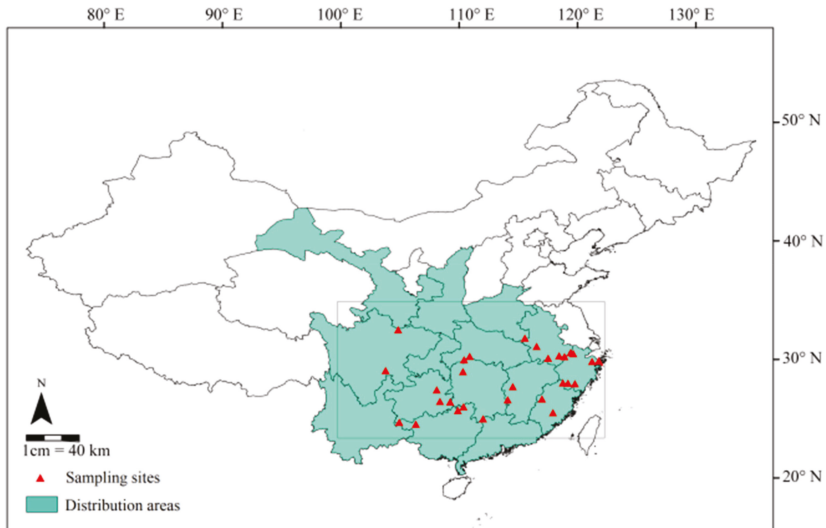 80° E 90° E 100° E 110° E 120° E 130° E
50° N
40° N
30° N
20° N
N
1cm = 40 km
Sampling sites
Distribution areas